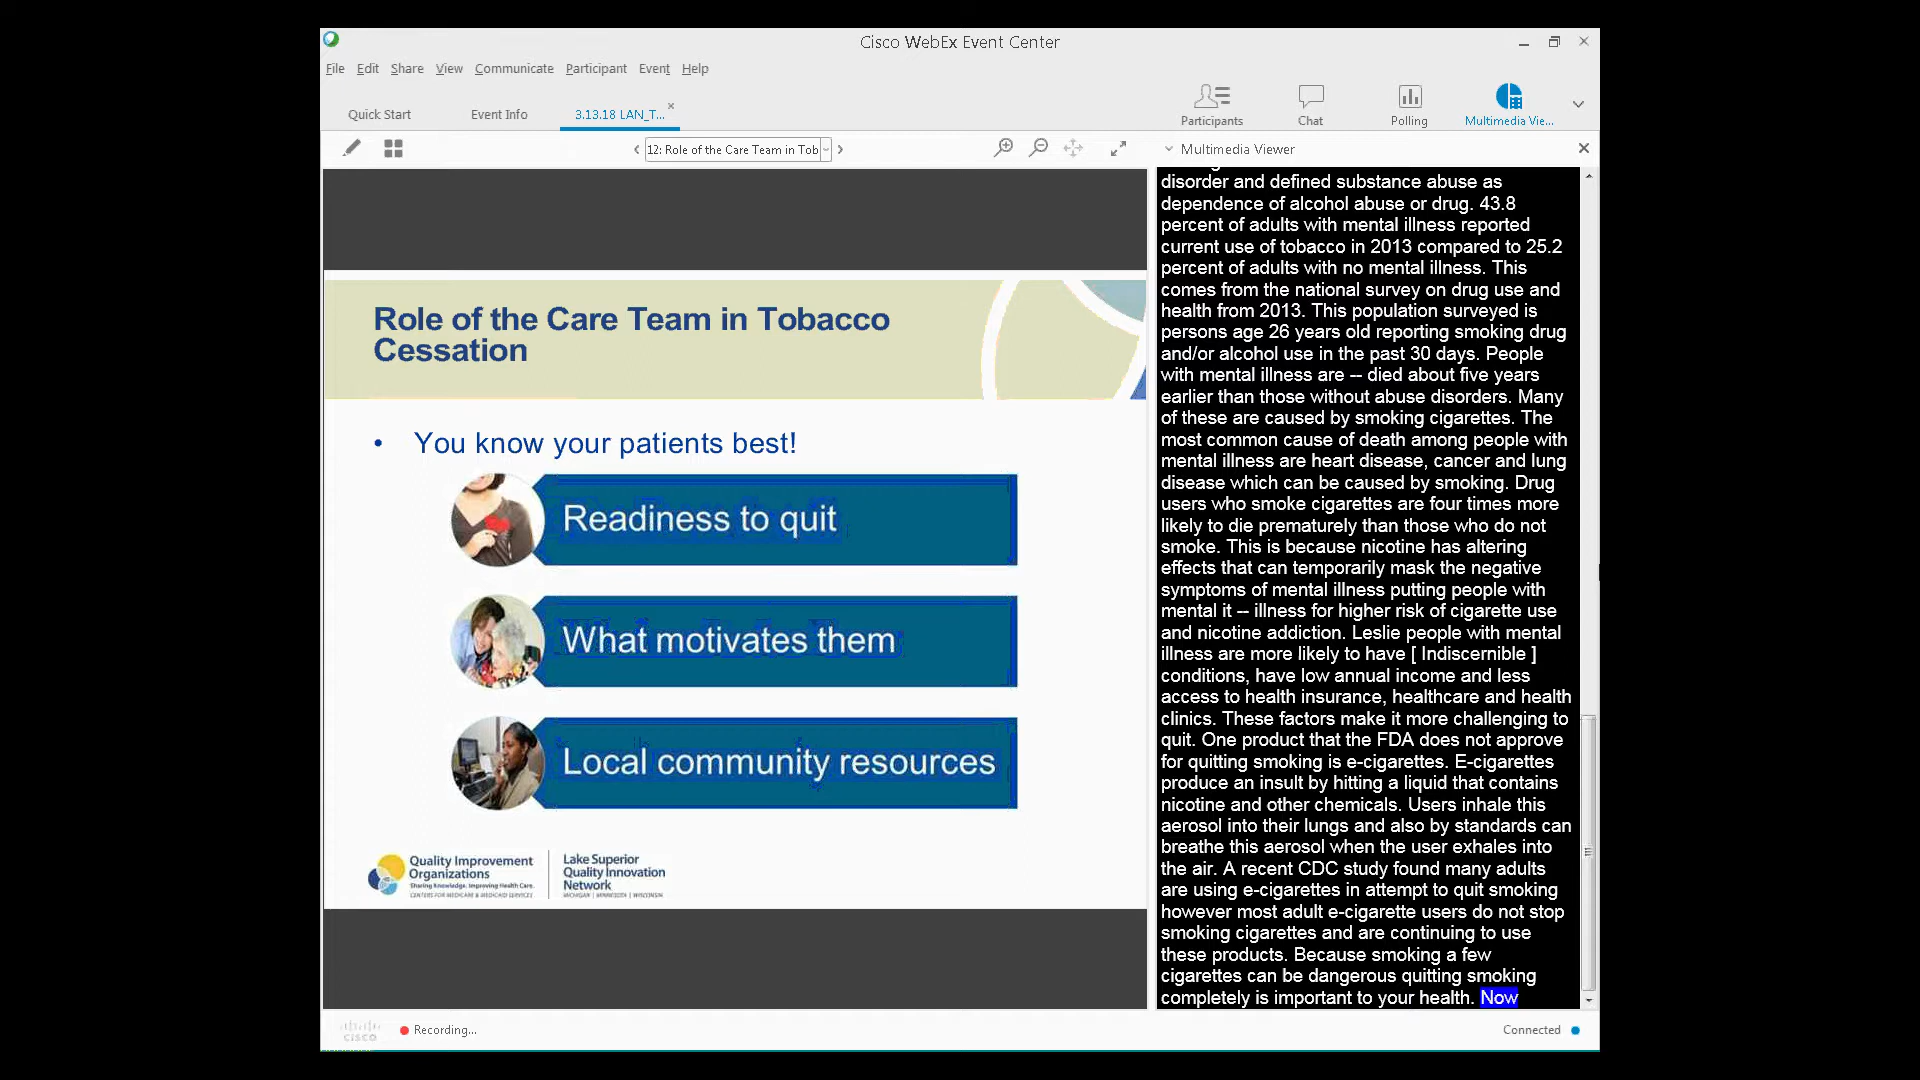 Cisco WebEx Event Center
File Edit Share View Communicate Participant Event Help
Quick Start Event Info 3.13.18 LAN_T...
Participants Chat Polling Multimedia Vie...
12: Role of the Care Team in Tob
Multimedia Viewer
Role of the Care Team in Tobacco
Cessation
• You know your patients best!
Readiness to quit
What motivates them
Local community resources
Quality Improvement
Organizations
Sharing Knowledge. Improving Health Care.
CENTERS FOR MEDICARE & MEDICAID SERVICES
Lake Superior
Quality Innovation
Network
MICHIGAN | MINNESOTA | WISCONSIN
disorder and defined substance abuse as
dependence of alcohol abuse or drug. 43.8
percent of adults with mental illness reported
current use of tobacco in 2013 compared to 25.2
percent of adults with no mental illness. This
comes from the national survey on drug use and
health from 2013. This population surveyed is
persons age 26 years old reporting smoking drug
and/or alcohol use in the past 30 days. People
with mental illness are -- died about five years
earlier than those without abuse disorders. Many
of these are caused by smoking cigarettes. The
most common cause of death among people with
mental illness are heart disease, cancer and lung
disease which can be caused by smoking. Drug
users who smoke cigarettes are four times more
likely to die prematurely than those who do not
smoke. This is because nicotine has altering
effects that can temporarily mask the negative
symptoms of mental illness putting people with
mental it -- illness for higher risk of cigarette use
and nicotine addiction. Leslie people with mental
illness are more likely to have [ Indiscernible ]
conditions, have low annual income and less
access to health insurance, healthcare and health
clinics. These factors make it more challenging to
quit. One product that the FDA does not approve
for quitting smoking is e-cigarettes. E-cigarettes
produce an insult by hitting a liquid that contains
nicotine and other chemicals. Users inhale this
aerosol into their lungs and also by standards can
breathe this aerosol when the user exhales into
the air. A recent CDC study found many adults
are using e-cigarettes in attempt to quit smoking
however most adult e-cigarette users do not stop
smoking cigarettes and are continuing to use
these products. Because smoking a few
cigarettes can be dangerous quitting smoking
completely is important to your health. Now
cisco
Recording...
Connected